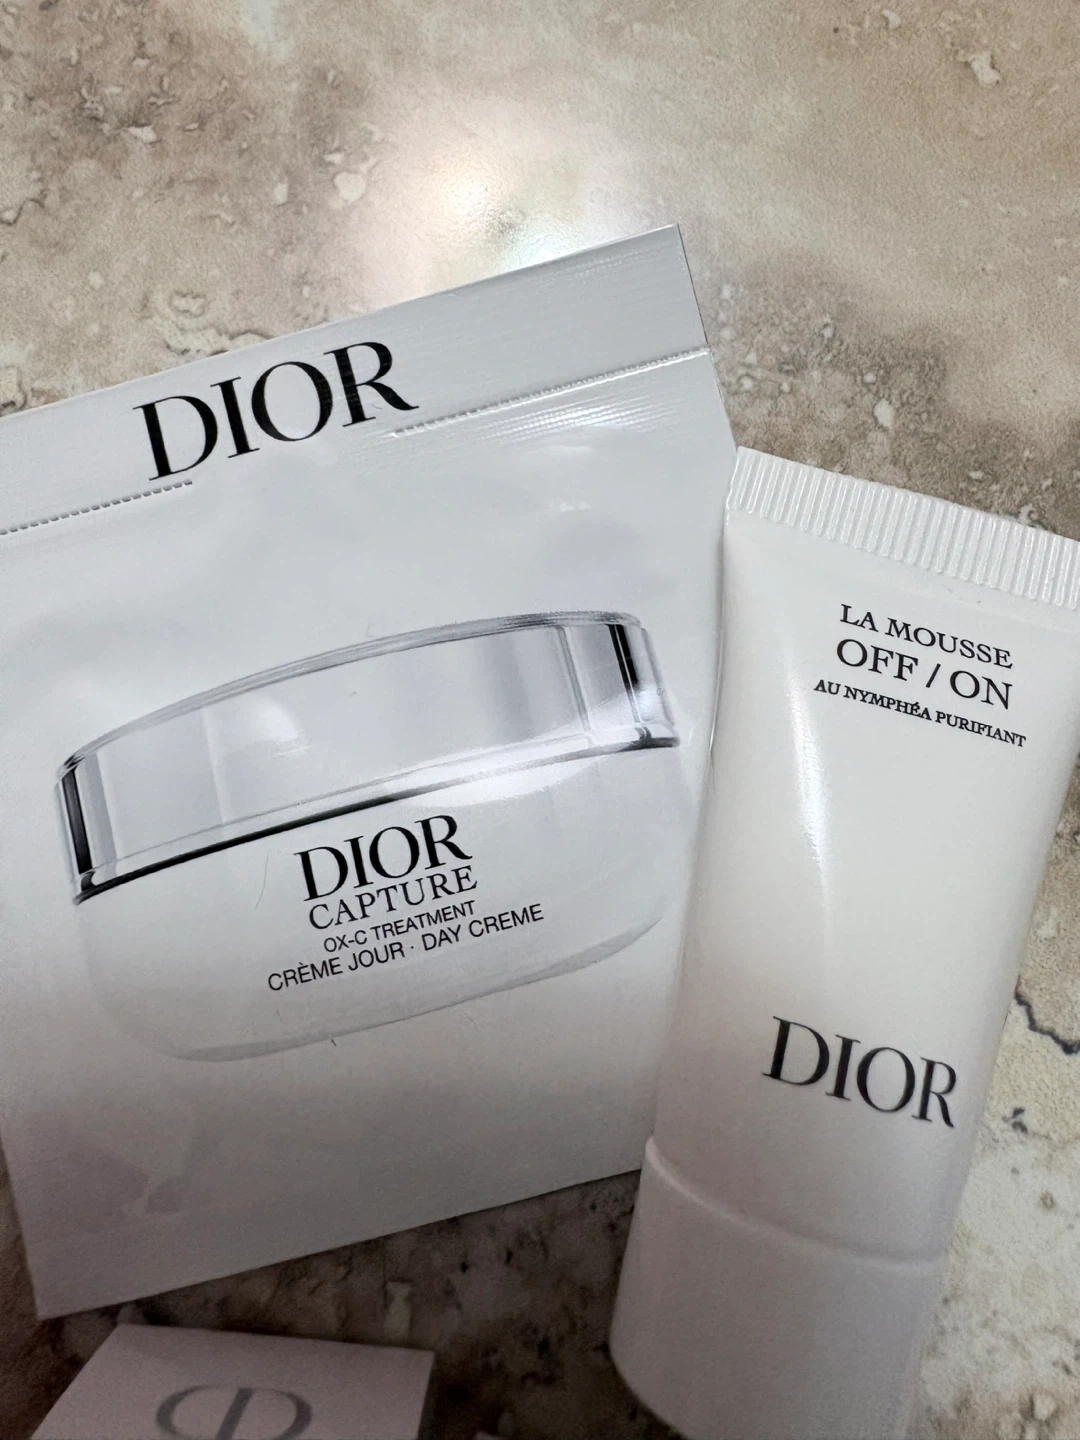 DIOR
DIOR
CAPTURE
OX-C TREATMENT
CRÈME JOUR · DAY CREME
LA MOUSSE
OFF / ON
AU NYMPHÉA PURIFIANT
DIOR